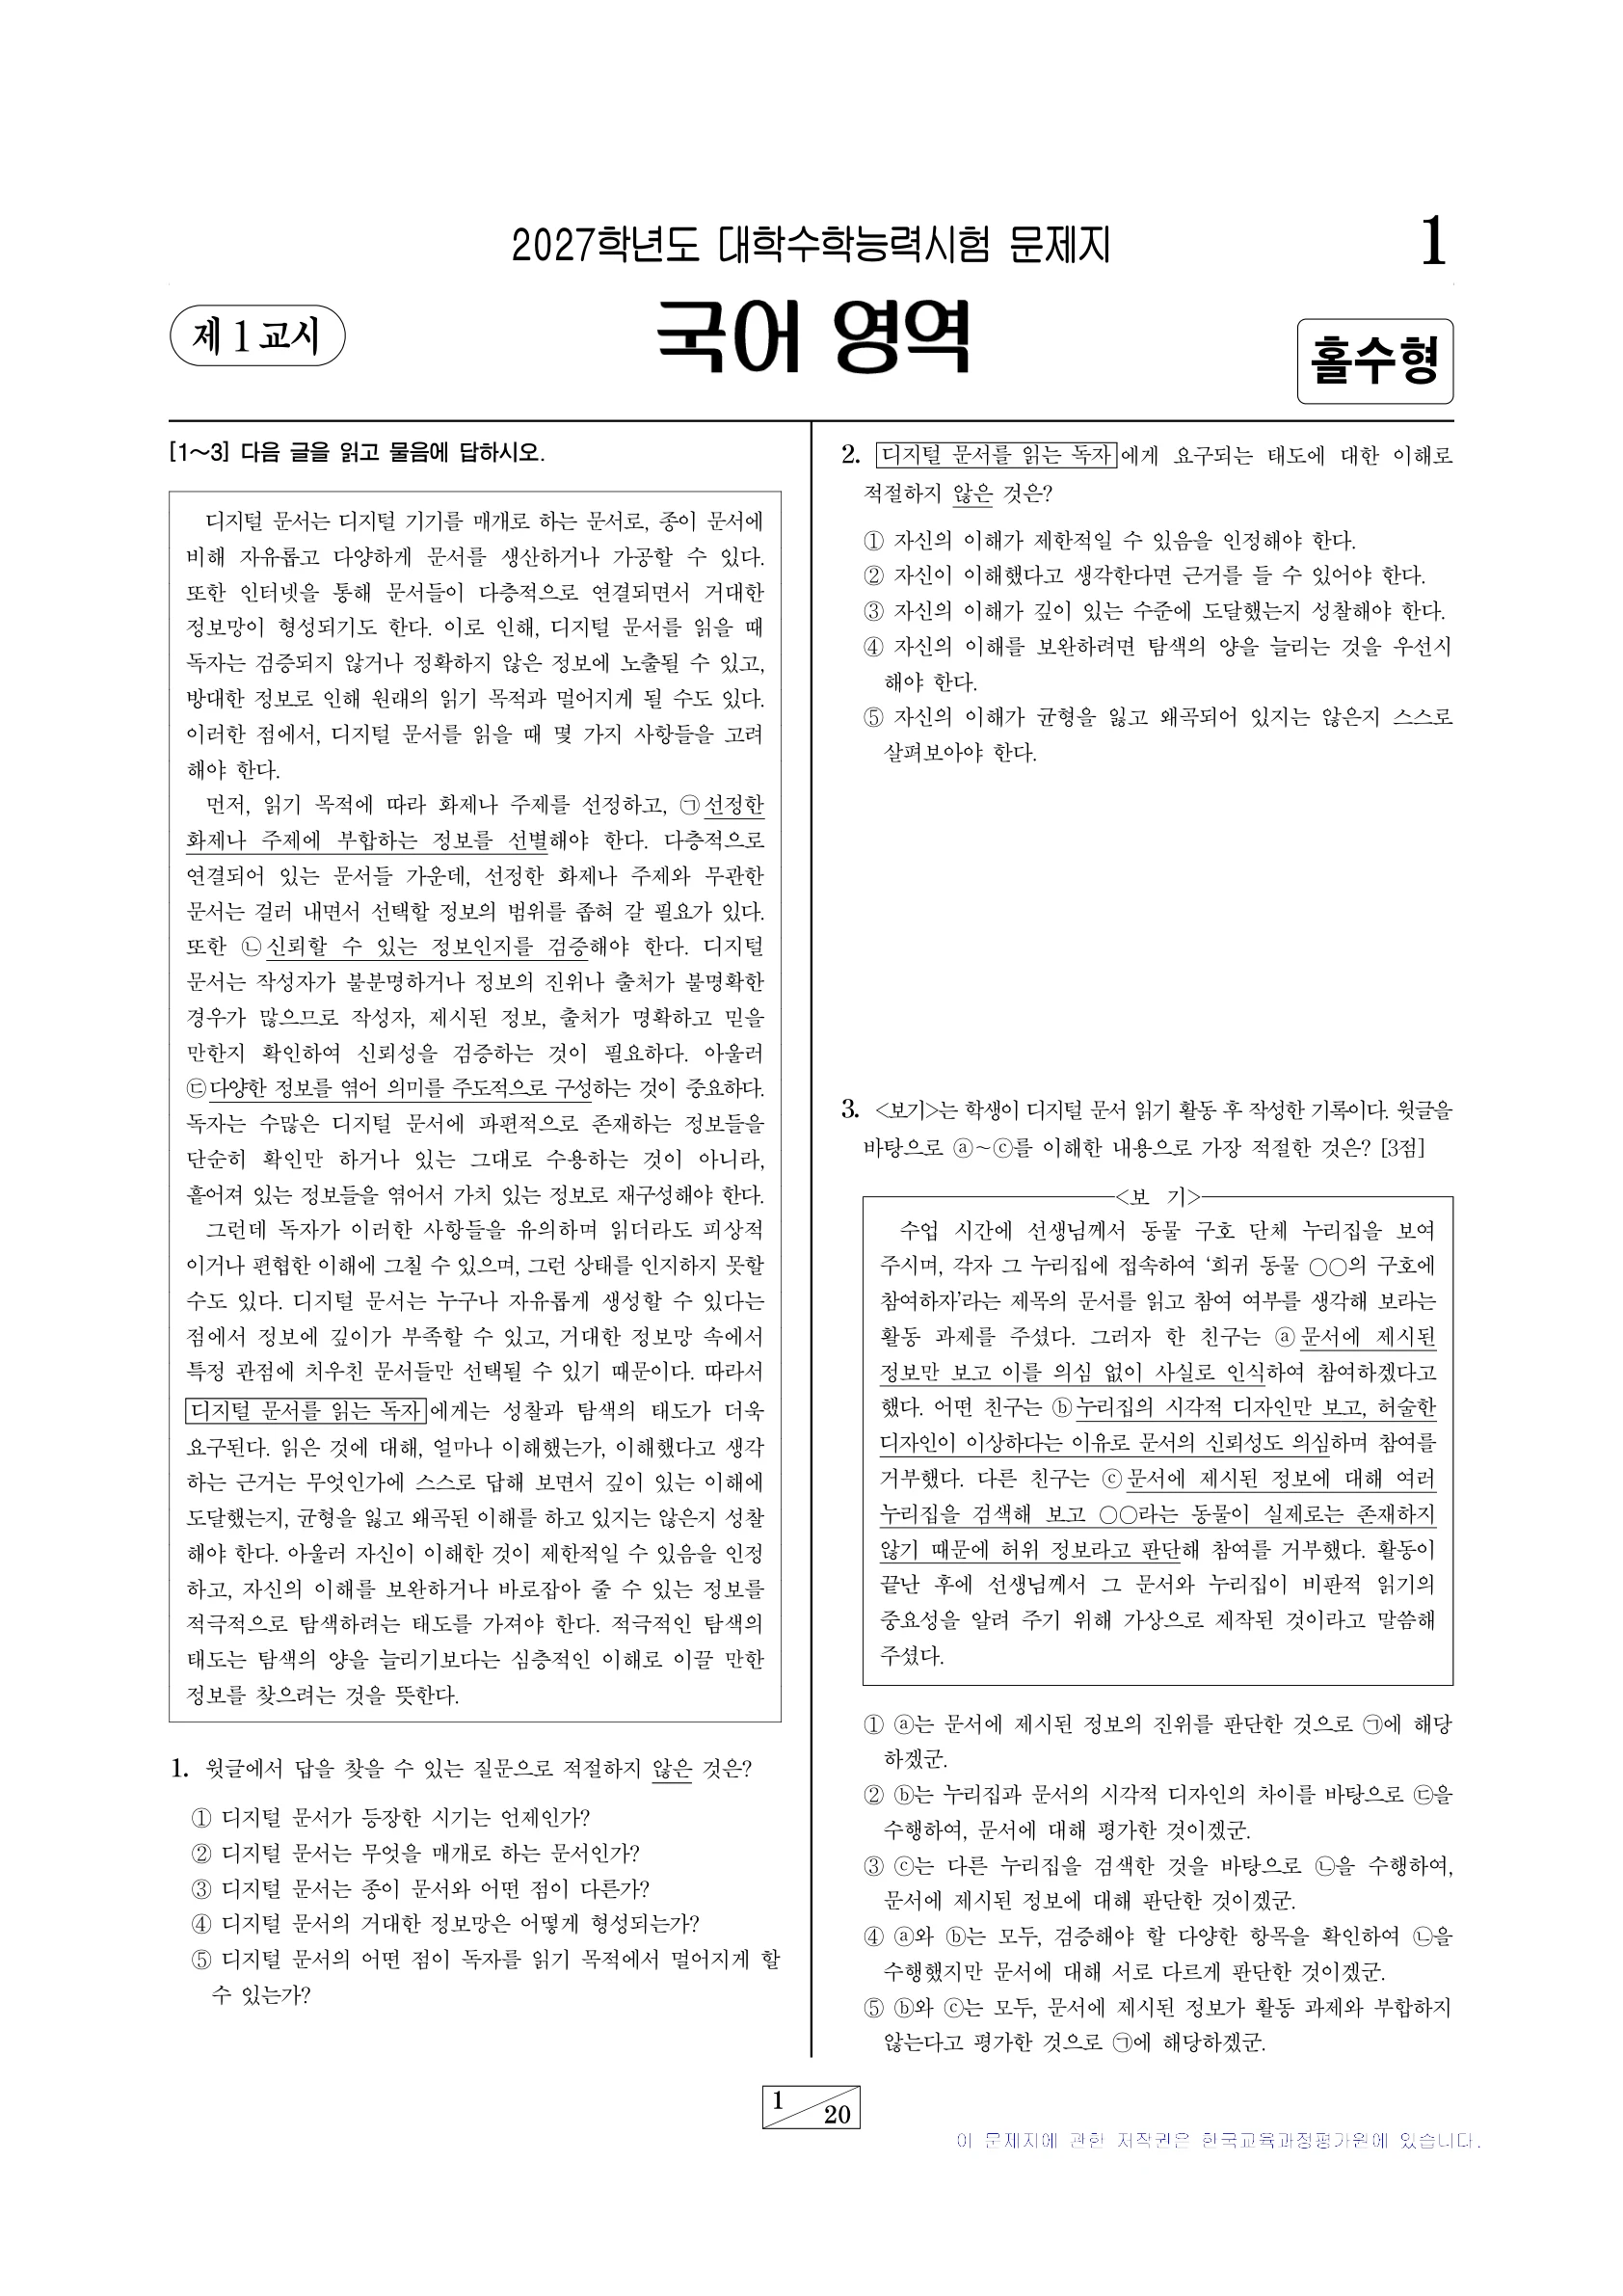 2027학년도 대학수학능력시험 문제지
1
제 1 교시
국어 영역
홀수형
[1~3] 다음 글을 읽고 물음에 답하시오.
디지털 문서는 디지털 기기를 매개로 하는 문서로, 종이 문서에
비해 자유롭고 다양하게 문서를 생산하거나 가공할 수 있다.
또한 인터넷을 통해 문서들이 다층적으로 연결되면서 거대한
정보망이 형성되기도 한다. 이로 인해, 디지털 문서를 읽을 때
독자는 검증되지 않거나 정확하지 않은 정보에 노출될 수 있고,
방대한 정보로 인해 원래의 읽기 목적과 멀어지게 될 수도 있다.
이러한 점에서, 디지털 문서를 읽을 때 몇 가지 사항들을 고려
해야 한다.
먼저, 읽기 목적에 따라 화제나 주제를 선정하고, ㉠선정한
화제나 주제에 부합하는 정보를 선별해야 한다. 다층적으로
연결되어 있는 문서들 가운데, 선정한 화제나 주제와 무관한
문서는 걸러 내면서 선택할 정보의 범위를 좁혀 갈 필요가 있다.
또한 ㉡신뢰할 수 있는 정보인지를 검증해야 한다. 디지털
문서는 작성자가 불분명하거나 정보의 진위나 출처가 불명확한
경우가 많으므로 작성자, 제시된 정보, 출처가 명확하고 믿을
만한지 확인하여 신뢰성을 검증하는 것이 필요하다. 아울러
㉢다양한 정보를 엮어 의미를 주도적으로 구성하는 것이 중요하다.
독자는 수많은 디지털 문서에 파편적으로 존재하는 정보들을
단순히 확인만 하거나 있는 그대로 수용하는 것이 아니라,
흩어져 있는 정보들을 엮어서 가치 있는 정보로 재구성해야 한다.
그런데 독자가 이러한 사항들을 유의하며 읽더라도 피상적
이거나 편협한 이해에 그칠 수 있으며, 그런 상태를 인지하지 못할
수도 있다. 디지털 문서는 누구나 자유롭게 생성할 수 있다는
점에서 정보에 깊이가 부족할 수 있고, 거대한 정보망 속에서
특정 관점에 치우친 문서들만 선택될 수 있기 때문이다. 따라서
디지털 문서를 읽는 독자에게는 성찰과 탐색의 태도가 더욱
요구된다. 읽은 것에 대해, 얼마나 이해했는가, 이해했다고 생각
하는 근거는 무엇인가에 스스로 답해 보면서 깊이 있는 이해에
도달했는지, 균형을 잃고 왜곡된 이해를 하고 있지는 않은지 성찰
해야 한다. 아울러 자신이 이해한 것이 제한적일 수 있음을 인정
하고, 자신의 이해를 보완하거나 바로잡아 줄 수 있는 정보를
적극적으로 탐색하려는 태도를 가져야 한다. 적극적인 탐색의
태도는 탐색의 양을 늘리기보다는 심층적인 이해로 이끌 만한
정보를 찾으려는 것을 뜻한다.
1. 윗글에서 답을 찾을 수 있는 질문으로 적절하지 않은 것은?
① 디지털 문서가 등장한 시기는 언제인가?
② 디지털 문서는 무엇을 매개로 하는 문서인가?
③ 디지털 문서는 종이 문서와 어떤 점이 다른가?
④ 디지털 문서의 거대한 정보망은 어떻게 형성되는가?
⑤ 디지털 문서의 어떤 점이 독자를 읽기 목적에서 멀어지게 할
수 있는가?
2. 디지털 문서를 읽는 독자에게 요구되는 태도에 대한 이해로
적절하지 않은 것은?
① 자신의 이해가 제한적일 수 있음을 인정해야 한다.
② 자신이 이해했다고 생각한다면 근거를 들 수 있어야 한다.
③ 자신의 이해가 깊이 있는 수준에 도달했는지 성찰해야 한다.
④ 자신의 이해를 보완하려면 탐색의 양을 늘리는 것을 우선시
해야 한다.
⑤ 자신의 이해가 균형을 잃고 왜곡되어 있지는 않은지 스스로
살펴보아야 한다.
3. <보기>는 학생이 디지털 문서 읽기 활동 후 작성한 기록이다. 윗글을
바탕으로 ⓐ~ⓒ를 이해한 내용으로 가장 적절한 것은? [3점]
<보 기>
수업 시간에 선생님께서 동물 구호 단체 누리집을 보여
주시며, 각자 그 누리집에 접속하여 ‘희귀 동물 ○○의 구호에
참여하자’라는 제목의 문서를 읽고 참여 여부를 생각해 보라는
활동 과제를 주셨다. 그러자 한 친구는 ⓐ문서에 제시된
정보만 보고 이를 의심 없이 사실로 인식하여 참여하겠다고
했다. 어떤 친구는 ⓑ누리집의 시각적 디자인만 보고, 허술한
디자인이 이상하다는 이유로 문서의 신뢰성도 의심하며 참여를
거부했다. 다른 친구는 ⓒ문서에 제시된 정보에 대해 여러
누리집을 검색해 보고 ○○라는 동물이 실제로는 존재하지
않기 때문에 허위 정보라고 판단해 참여를 거부했다. 활동이
끝난 후에 선생님께서 그 문서와 누리집이 비판적 읽기의
중요성을 알려 주기 위해 가상으로 제작된 것이라고 말씀해
주셨다.
① ⓐ는 문서에 제시된 정보의 진위를 판단한 것으로 ㉠에 해당
하겠군.
② ⓑ는 누리집과 문서의 시각적 디자인의 차이를 바탕으로 ㉢을
수행하여, 문서에 대해 평가한 것이겠군.
③ ⓒ는 다른 누리집을 검색한 것을 바탕으로 ㉡을 수행하여,
문서에 제시된 정보에 대해 판단한 것이겠군.
④ ⓐ와 ⓑ는 모두, 검증해야 할 다양한 항목을 확인하여 ㉡을
수행했지만 문서에 대해 서로 다르게 판단한 것이겠군.
⑤ ⓑ와 ⓒ는 모두, 문서에 제시된 정보가 활동 과제와 부합하지
않는다고 평가한 것으로 ㉠에 해당하겠군.
1
20
이 문제지에 관한 저작권은 한국교육과정평가원에 있습니다.